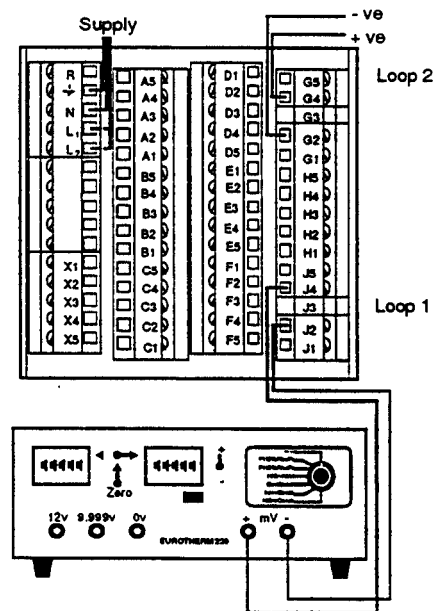 Supply
- ve
+ ve
Loop 2
R
N
L1
L2
X1
X2
X3
X4
X5
A5
A4
A3
A2
A1
B5
B4
B3
B2
B1
C5
C4
C3
C2
C1
D1
D2
D3
D4
D5
E1
E2
E3
E4
E5
F1
F2
F3
F4
F5
G5
G4
G3
G2
G1
H5
H4
H3
H2
H1
J5
J4
J3
J2
J1
Loop 1
+
-
Zero
12v 9.999v 0v
EUROTHERM 239
+ mV -